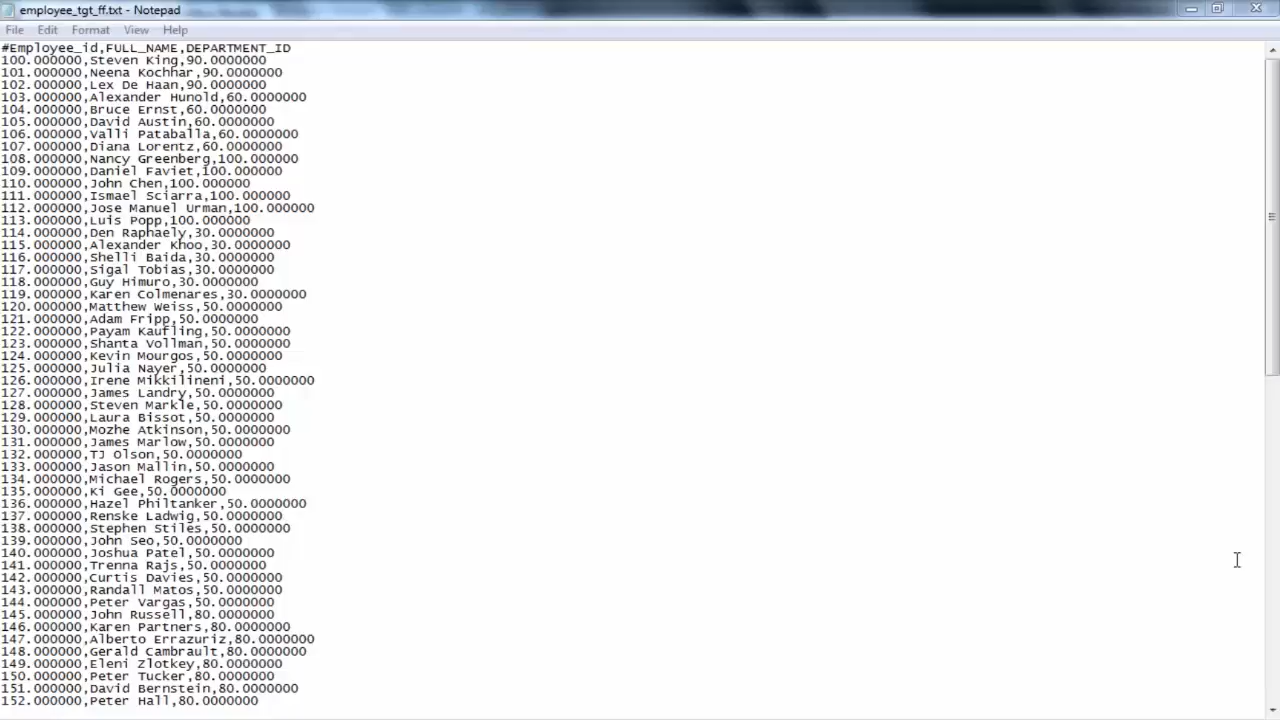 employee_tgt_ff.txt - Notepad
File Edit Format View Help
#Employee_id,FULL_NAME,DEPARTMENT_ID
100.000000,Steven King,90.0000000
101.000000,Neena Kochhar,90.0000000
102.000000,Lex De Haan,90.0000000
103.000000,Alexander Hunold,60.0000000
104.000000,Bruce Ernst,60.0000000
105.000000,David Austin,60.0000000
106.000000,Valli Pataballa,60.0000000
107.000000,Diana Lorentz,60.0000000
108.000000,Nancy Greenberg,100.000000
109.000000,Daniel Faviet,100.000000
110.000000,John Chen,100.000000
111.000000,Ismael Sciarra,100.000000
112.000000,Jose Manuel Urman,100.000000
113.000000,Luis Popp,100.000000
114.000000,Den Raphaely,30.0000000
115.000000,Alexander Khoo,30.0000000
116.000000,Shelli Baida,30.0000000
117.000000,Sigal Tobias,30.0000000
118.000000,Guy Himuro,30.0000000
119.000000,Karen Colmenares,30.0000000
120.000000,Matthew Weiss,50.0000000
121.000000,Adam Fripp,50.0000000
122.000000,Payam Kaufling,50.0000000
123.000000,Shanta Vollman,50.0000000
124.000000,Kevin Mourgos,50.0000000
125.000000,Julia Nayer,50.0000000
126.000000,Irene Mikkilineni,50.0000000
127.000000,James Landry,50.0000000
128.000000,Steven Markle,50.0000000
129.000000,Laura Bissot,50.0000000
130.000000,Mozhe Atkinson,50.0000000
131.000000,James Marlow,50.0000000
132.000000,TJ Olson,50.0000000
133.000000,Jason Mallin,50.0000000
134.000000,Michael Rogers,50.0000000
135.000000,Ki Gee,50.0000000
136.000000,Hazel Philtanker,50.0000000
137.000000,Renske Ladwig,50.0000000
138.000000,Stephen Stiles,50.0000000
139.000000,John Seo,50.0000000
140.000000,Joshua Patel,50.0000000
141.000000,Trenna Rajs,50.0000000
142.000000,Curtis Davies,50.0000000
143.000000,Randall Matos,50.0000000
144.000000,Peter Vargas,50.0000000
145.000000,John Russell,80.0000000
146.000000,Karen Partners,80.0000000
147.000000,Alberto Errazuriz,80.0000000
148.000000,Gerald Cambrault,80.0000000
149.000000,Eleni Zlotkey,80.0000000
150.000000,Peter Tucker,80.0000000
151.000000,David Bernstein,80.0000000
152.000000,Peter Hall,80.0000000